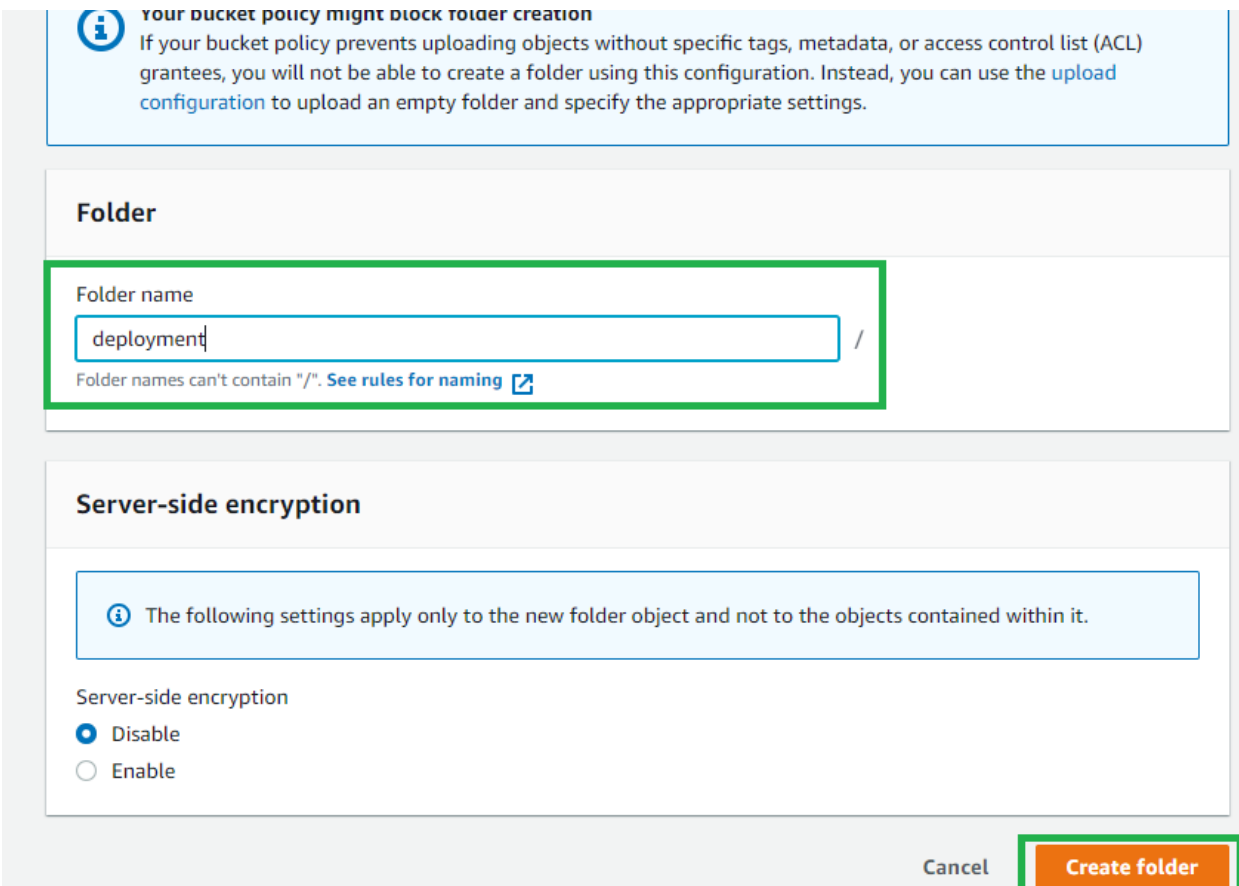 Your bucket policy might block folder creation
If your bucket policy prevents uploading objects without specific tags, metadata, or access control list (ACL)
grantees, you will not be able to create a folder using this configuration. Instead, you can use the upload
configuration to upload an empty folder and specify the appropriate settings.
Folder
Folder name
deployment
/
Folder names can't contain "/". See rules for naming
Server-side encryption
The following settings apply only to the new folder object and not to the objects contained within it.
Server-side encryption
Disable
Enable
Cancel Create folder